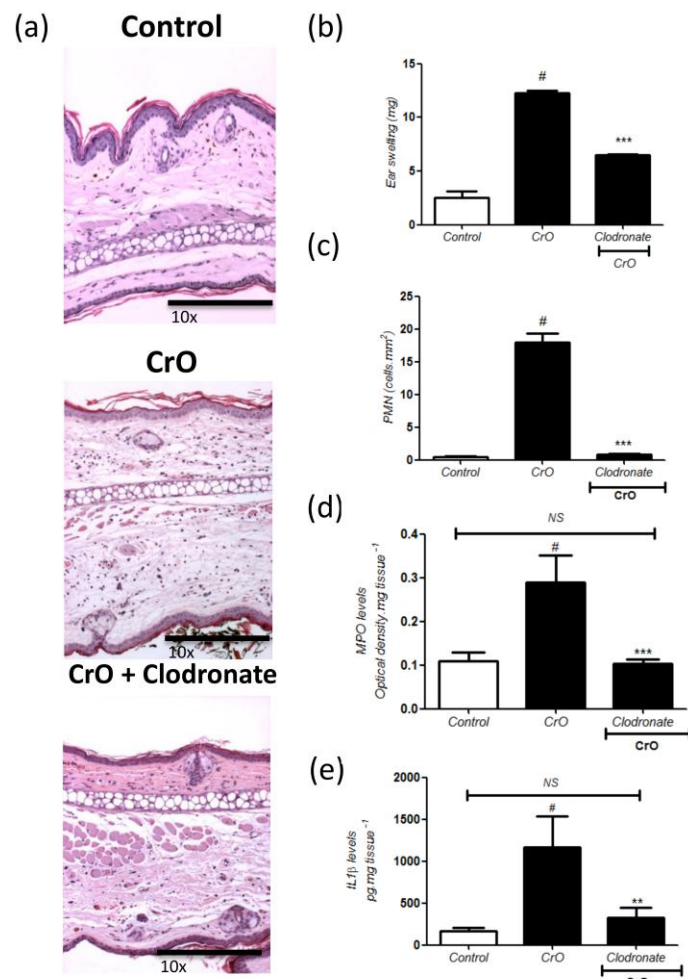 (a)
Control
10x
CrO
10x
CrO + Clodronate
10x
(b)
Ear swelling (mg)
15
10
5
0
#
***
Control
CrO
Clodronate
CrO
(c)
PMN (cells.mm²)
25
20
15
10
5
0
#
***
Control
CrO
Clodronate
CrO
(d)
MPO levels
Optical density.mg tissue⁻¹
0.4
0.3
0.2
0.1
0.0
NS
#
***
Control
CrO
Clodronate
CrO
(e)
IL1β levels
pg.mg tissue⁻¹
2000
1500
1000
500
0
NS
#
**
Control
CrO
Clodronate